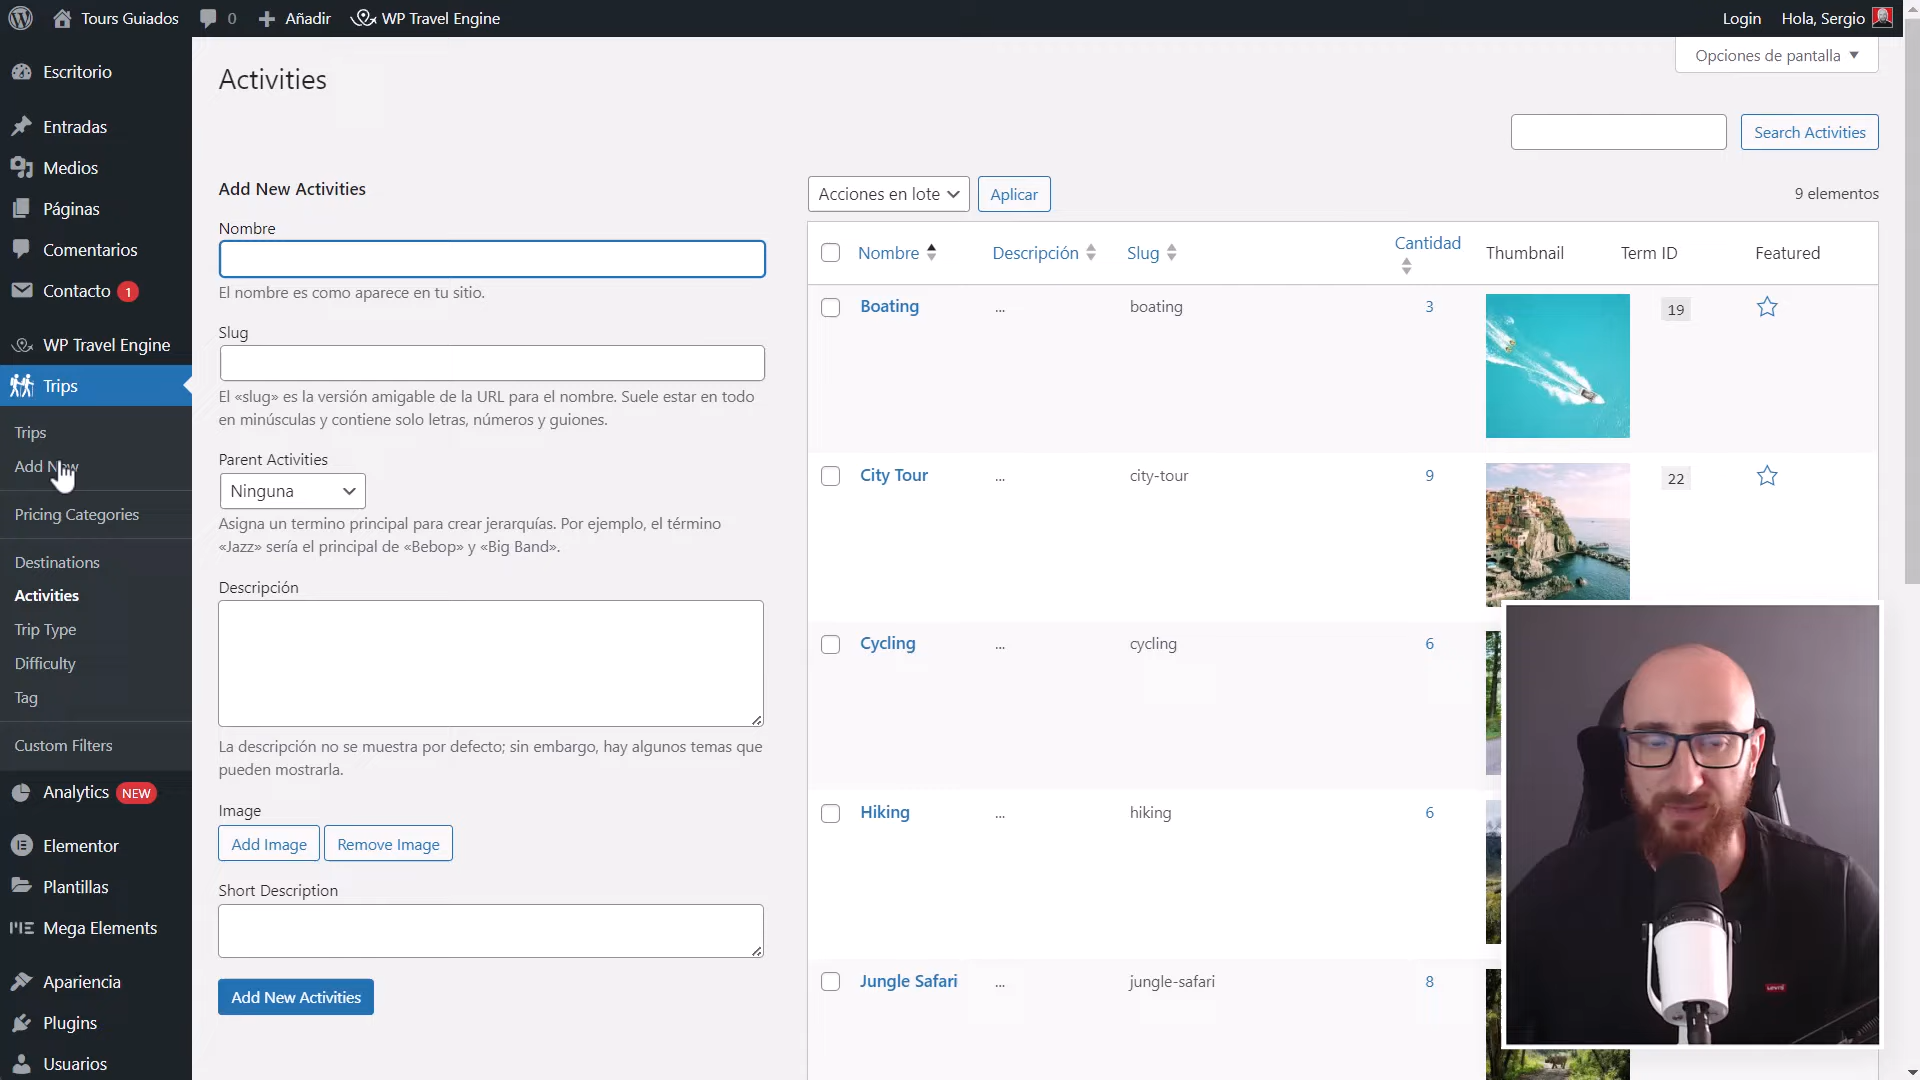 Tours Guiados
0
Añadir
WP Travel Engine
Login
Hola, Sergio
Escritorio
Entradas
Medios
Páginas
Comentarios
Contacto 1
WP Travel Engine
Trips
Trips
Add New
Pricing Categories
Destinations
Activities
Trip Type
Difficulty
Tag
Custom Filters
Analytics NEW
Elementor
Plantillas
Mega Elements
Apariencia
Plugins
Usuarios
Opciones de pantalla
Activities
Search Activities
Add New Activities
Nombre
El nombre es como aparece en tu sitio.
Slug
El «slug» es la versión amigable de la URL para el nombre. Suele estar en todo
en minúsculas y contiene solo letras, números y guiones.
Parent Activities
Ninguna
Asigna un termino principal para crear jerarquías. Por ejemplo, el término
«Jazz» sería el principal de «Bebop» y «Big Band».
Descripción
La descripción no se muestra por defecto; sin embargo, hay algunos temas que
pueden mostrarla.
Image
Add Image
Remove Image
Short Description
Add New Activities
Acciones en lote
Aplicar
9 elementos
Nombre
Descripción
Slug
Cantidad
Thumbnail
Term ID
Featured
Boating ... boating 3 19
City Tour ... city-tour 9 22
Cycling ... cycling 6
Hiking ... hiking 6
Jungle Safari ... jungle-safari 8